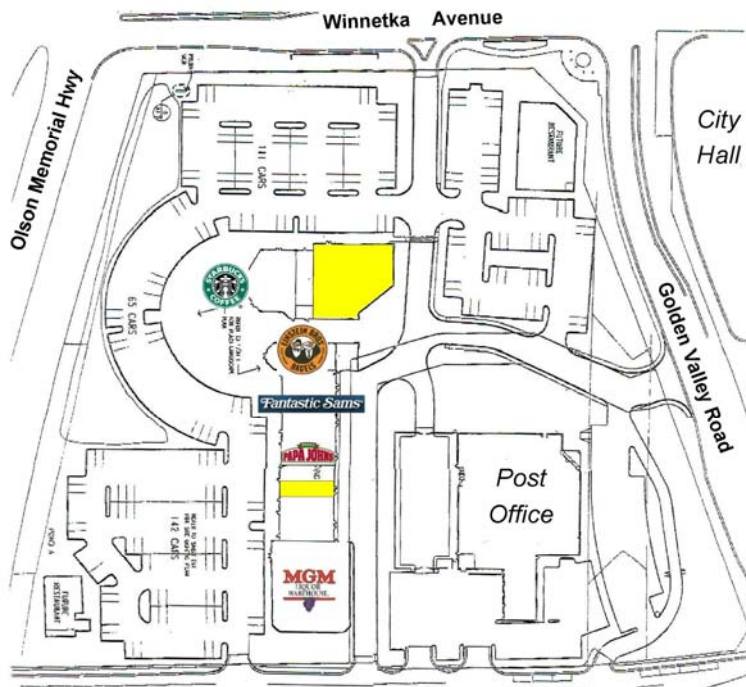 Winnetka Avenue
Olson Memorial Hwy
City
Hall
111 CARS
FUTURE
RESTAURANT
STARBUCKS
COFFEE
65 CARS
EINSTEIN BROS
BAGELS
Golden Valley Road
Fantastic Sams
PAPA JOHN'S
Post
Office
142 CARS
MGM
LIQUOR
WAREHOUSE
FUTURE
RESTAURANT